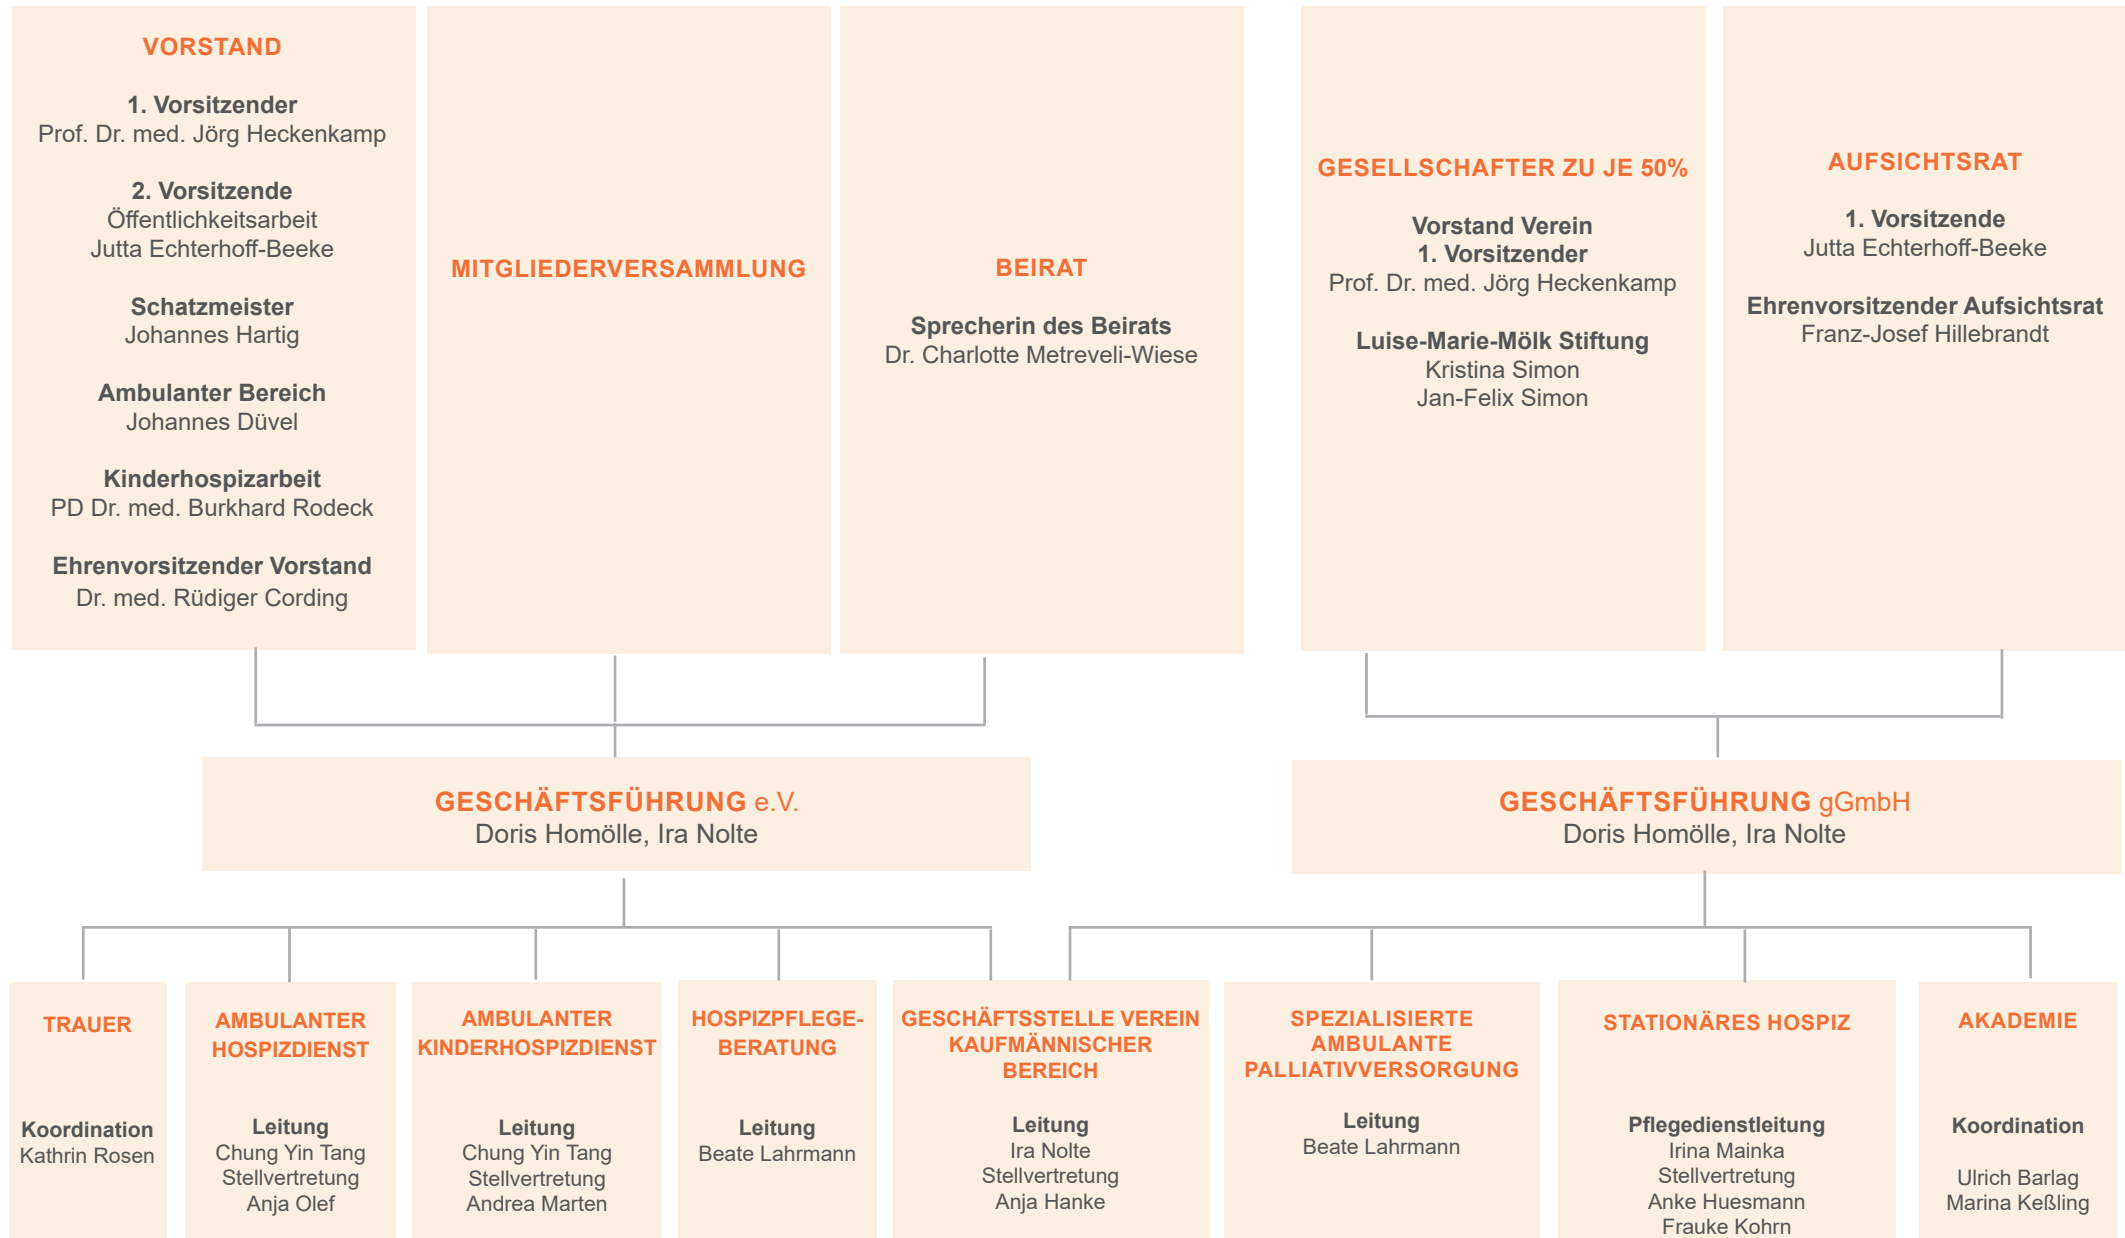 VORSTAND
1. Vorsitzender
Prof. Dr. med. Jörg Heckenkamp
2. Vorsitzende
Öffentlichkeitsarbeit
Jutta Echterhoff-Beeke
Schatzmeister
Johannes Hartig
Ambulanter Bereich
Johannes Düvel
Kinderhospizarbeit
PD Dr. med. Burkhard Rodeck
Ehrenvorsitzender Vorstand
Dr. med. Rüdiger Cording
MITGLIEDERVERSAMMLUNG
BEIRAT
Sprecherin des Beirats
Dr. Charlotte Metreveli-Wiese
GESELLSCHAFTER ZU JE 50%
Vorstand Verein
1. Vorsitzender
Prof. Dr. med. Jörg Heckenkamp
Luise-Marie-Mölk Stiftung
Kristina Simon
Jan-Felix Simon
AUFSICHTSRAT
1. Vorsitzende
Jutta Echterhoff-Beeke
Ehrenvorsitzender Aufsichtsrat
Franz-Josef Hillebrandt
GESCHÄFTSFÜHRUNG e.V.
Doris Homölle, Ira Nolte
GESCHÄFTSFÜHRUNG gGmbH
Doris Homölle, Ira Nolte
TRAUER
Koordination
Kathrin Rosen
AMBULANTER
HOSPIZDIENST
Leitung
Chung Yin Tang
Stellvertretung
Anja Olef
AMBULANTER
KINDERHOSPIZDIENST
Leitung
Chung Yin Tang
Stellvertretung
Andrea Marten
HOSPIZPFLEGE-
BERATUNG
Leitung
Beate Lahrmann
GESCHÄFTSSTELLE VEREIN
KAUFMÄNNISCHER
BEREICH
Leitung
Ira Nolte
Stellvertretung
Anja Hanke
SPEZIALISIERTE
AMBULANTE
PALLIATIVVERSORGUNG
Leitung
Beate Lahrmann
STATIONÄRES HOSPIZ
Pflegedienstleitung
Irina Mainka
Stellvertretung
Anke Huesmann
Frauke Kohrn
AKADEMIE
Koordination
Ulrich Barlag
Marina Keßling